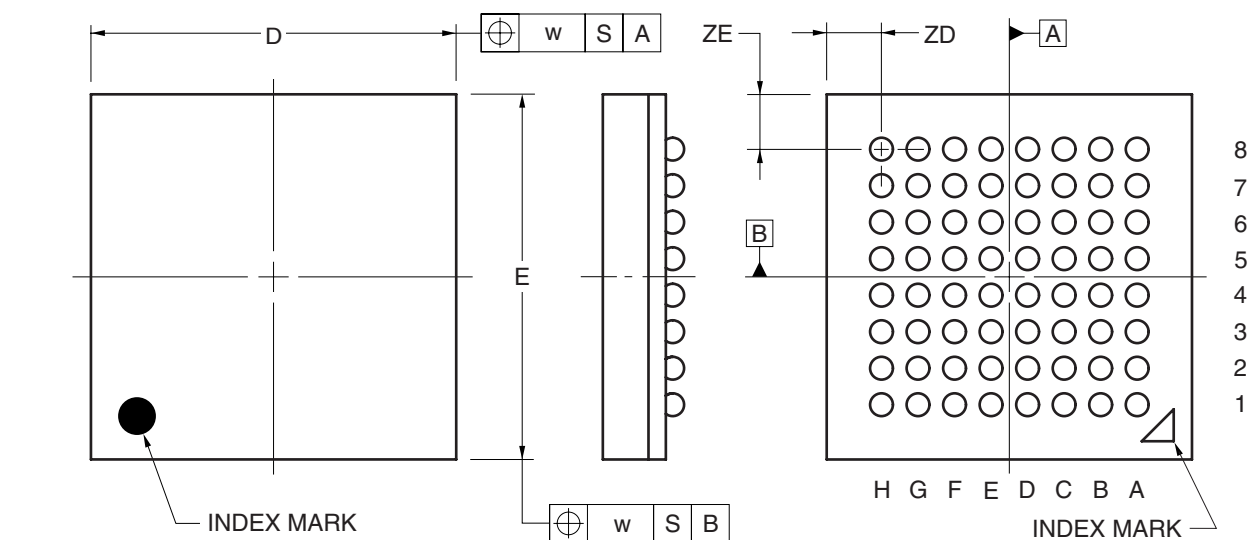 D
⌖ w S A
ZE
ZD
A
8
7
6
B
5
E
4
3
2
1
H G F E D C B A
INDEX MARK
⌖ w S B
INDEX MARK